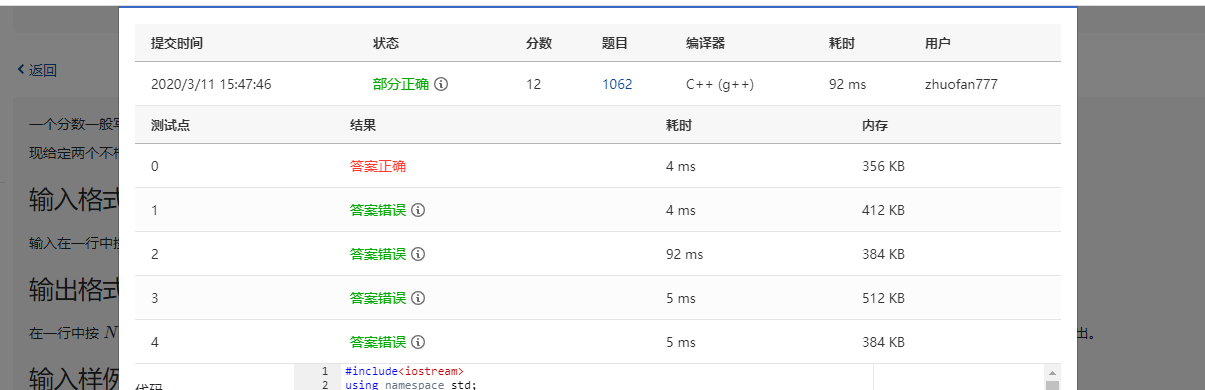 提交时间 状态 分数 题目 编译器 耗时 用户
返回
2020/3/11 15:47:46 部分正确 12 1062 C++ (g++) 92 ms zhuofan777
测试点 结果 耗时 内存
一个分数一般
现给定两个不
0 答案正确 4 ms 356 KB
输入格式
1 答案错误 4 ms 412 KB
输入在一行中
2 答案错误 92 ms 384 KB
输出格式
3 答案错误 5 ms 512 KB
在一行中按 N 出。
4 答案错误 5 ms 384 KB
输入样例
代码
1 #include<iostream>
2 using namespace std;